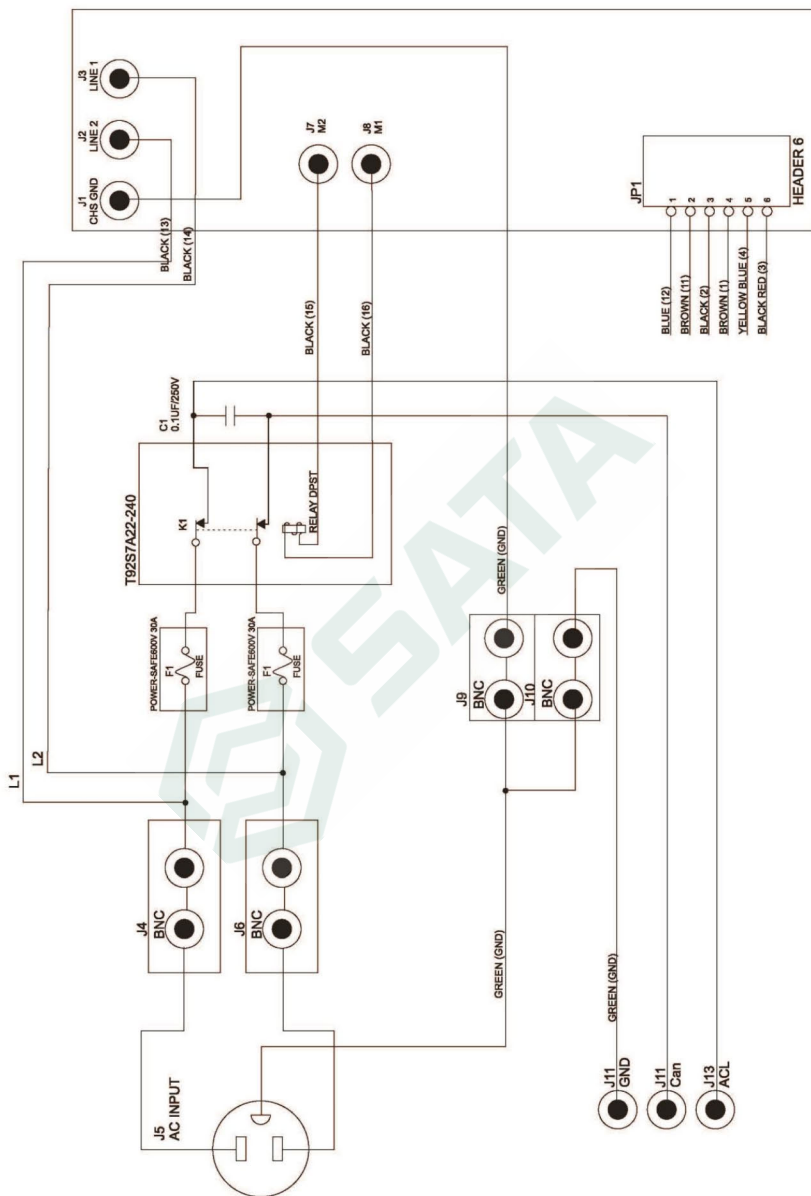 J3
LINE 1
J2
LINE 2
J1
CHS GND
BLACK (13)
BLACK (14)
J7
M2
J8
M1
BLACK (15)
BLACK (16)
JP1
HEADER 6
1
2
3
4
5
6
BLUE (12)
BROWN (11)
BLACK (2)
BROWN (1)
YELLOW BLUE (4)
BLACK RED (3)
C1
0.1UF/250V
T92S7A22-240
K1
RELAY DPST
POWER-SAFE600V 30A
F1
FUSE
POWER-SAFE600V 30A
F1
FUSE
L1
L2
SATA
GREEN (GND)
J9
BNC
J10
BNC
J4
BNC
J6
BNC
GREEN (GND)
GREEN (GND)
J5
AC INPUT
J11
GND
J11
Can
J13
ACL